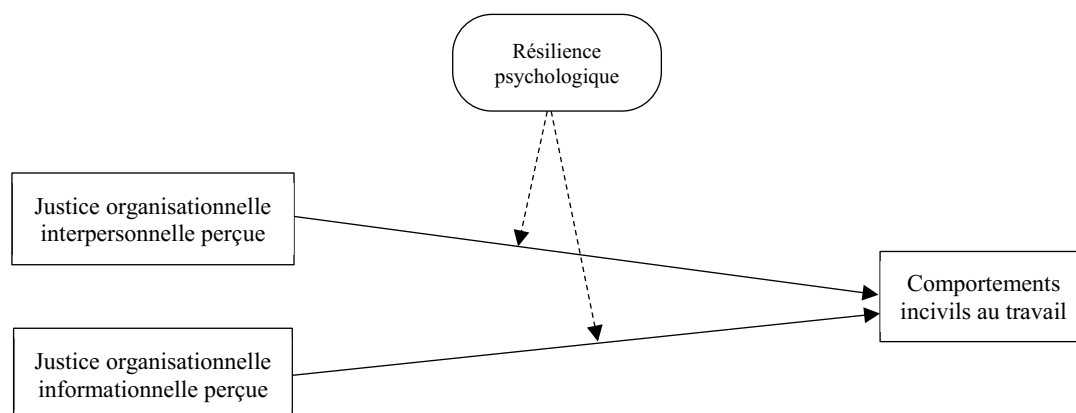 Résilience
psychologique
Justice organisationnelle
interpersonnelle perçue
Comportements
incivils au travail
Justice organisationnelle
informationnelle perçue